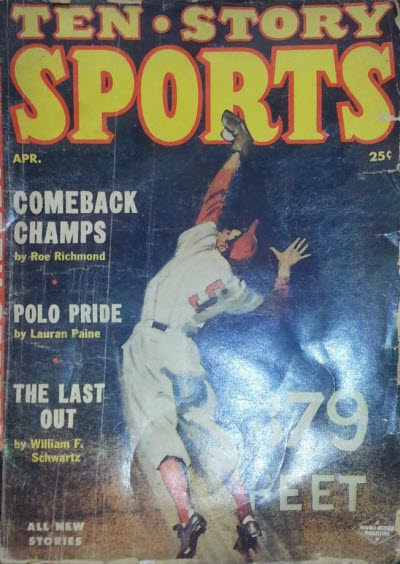 TEN • STORY
SPORTS
APR.
25¢
COMEBACK
CHAMPS
by Roe Richmond
POLO PRIDE
by Lauran Paine
THE LAST
OUT
by William F.
Schwartz
379
FEET
ALL NEW
STORIES